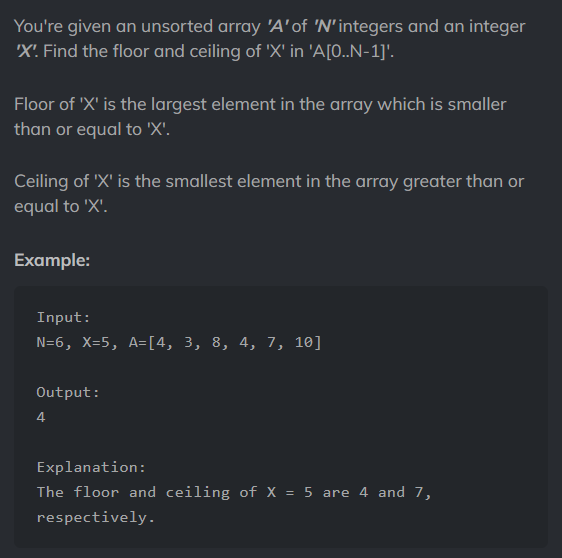 You're given an unsorted array 'A' of 'N' integers and an integer
'X'. Find the floor and ceiling of 'X' in 'A[0..N-1]'.
Floor of 'X' is the largest element in the array which is smaller
than or equal to 'X'.
Ceiling of 'X' is the smallest element in the array greater than or
equal to 'X'.
Example:
Input:
N=6, X=5, A=[4, 3, 8, 4, 7, 10]
Output:
4
Explanation:
The floor and ceiling of X = 5 are 4 and 7,
respectively.